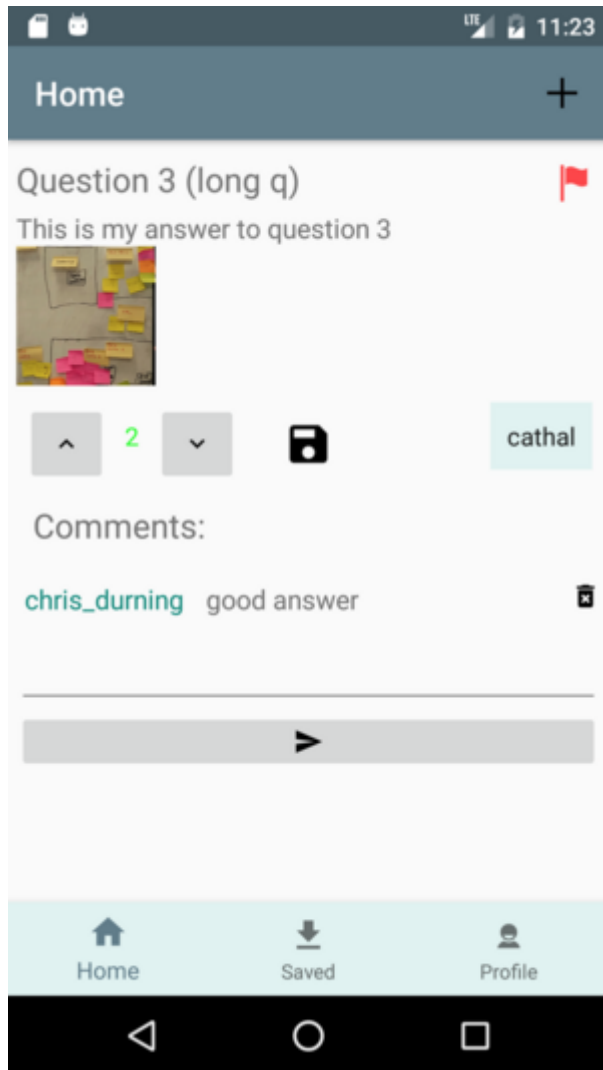 LTE 11:23
Home
Question 3 (long q)
This is my answer to question 3
2
cathal
Comments:
chris_durning good answer
Home Saved Profile